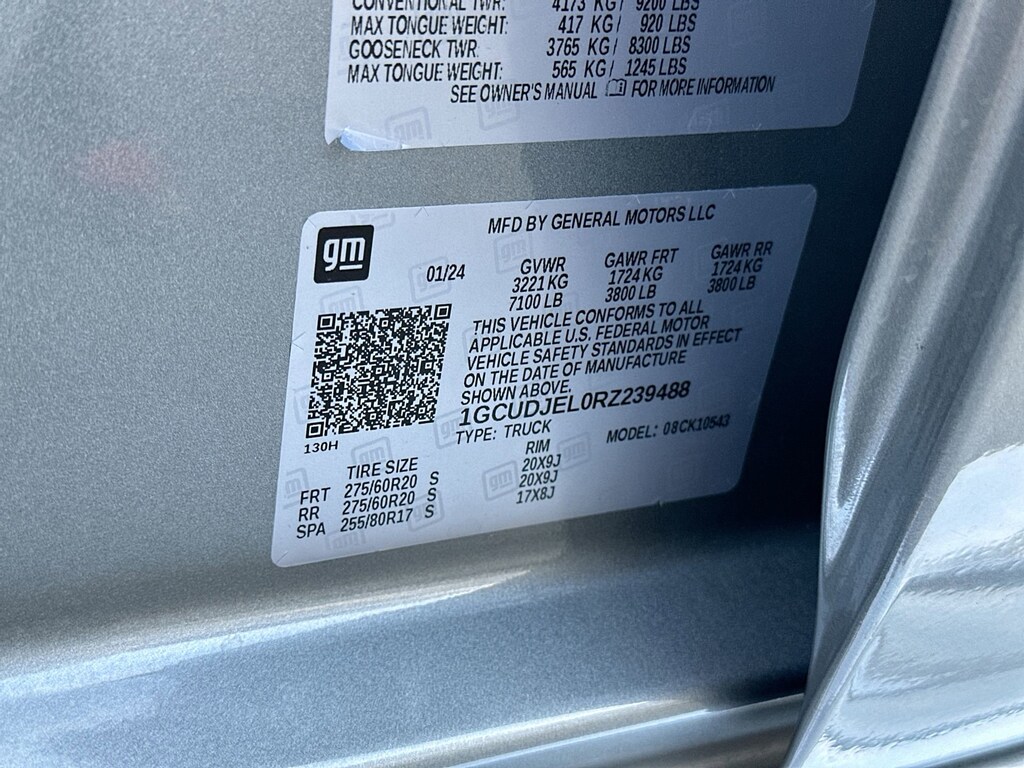 CONVENTIONAL TWR: 4173 KG/ 9200 LBS
MAX TONGUE WEIGHT: 417 KG/ 920 LBS
GOOSENECK TWR: 3765 KG/ 8300 LBS
MAX TONGUE WEIGHT: 565 KG/ 1245 LBS
SEE OWNER'S MANUAL FOR MORE INFORMATION
gm
MFD BY GENERAL MOTORS LLC
01/24
GVWR GAWR FRT GAWR RR
3221 KG 1724 KG 1724 KG
7100 LB 3800 LB 3800 LB
THIS VEHICLE CONFORMS TO ALL
APPLICABLE U.S. FEDERAL MOTOR
VEHICLE SAFETY STANDARDS IN EFFECT
ON THE DATE OF MANUFACTURE
SHOWN ABOVE.
1GCUDJEL0RZ239488
TYPE: TRUCK MODEL: 08CK10543
130H
TIRE SIZE RIM
FRT 275/60R20 S 20X9J
RR 275/60R20 S 20X9J
SPA 255/80R17 S 17X8J